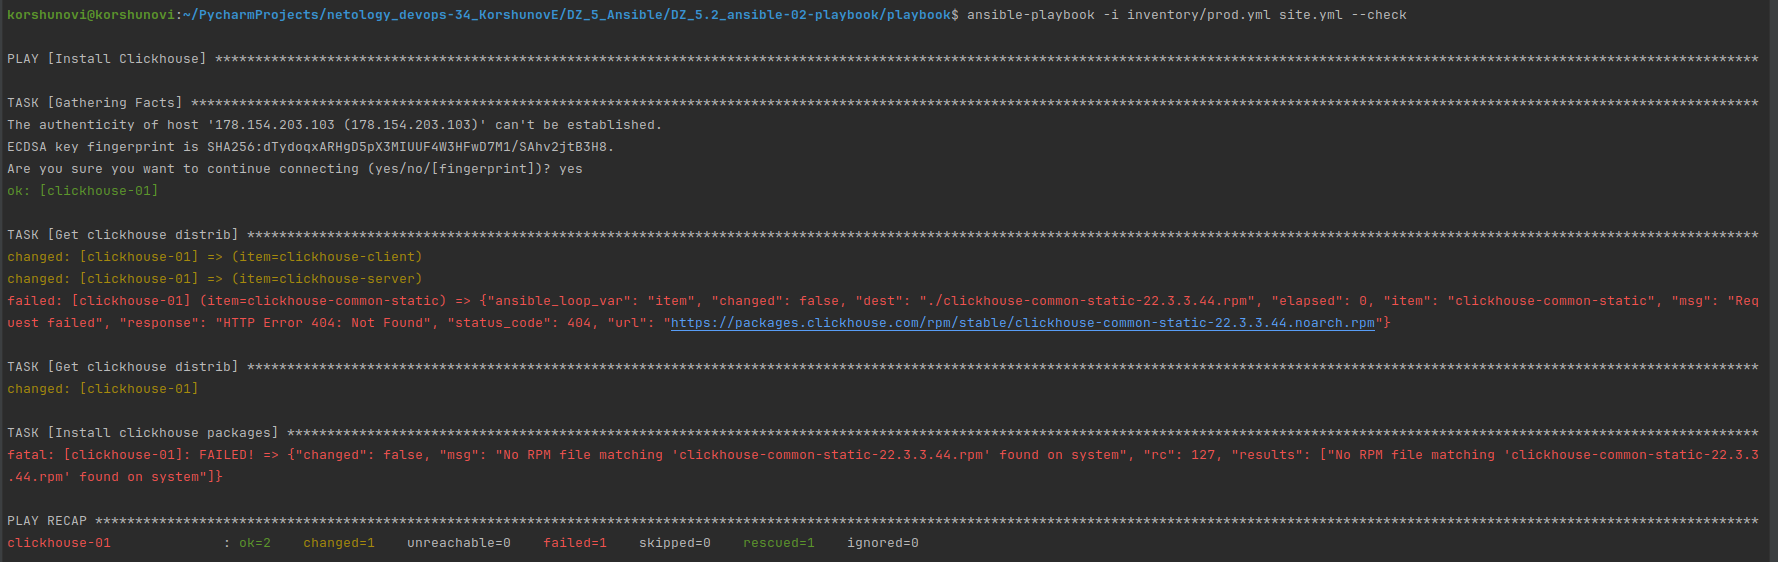 korshunovi@korshunovi:~/PycharmProjects/netology_devops-34_KorshunovE/DZ_5_Ansible/DZ_5.2_ansible-02-playbook/playbook$ ansible-playbook -i inventory/prod.yml site.yml --check
PLAY [Install Clickhouse] *************************************************************************************************************************************************************************************************
TASK [Gathering Facts] ****************************************************************************************************************************************************************************************************
The authenticity of host '178.154.203.103 (178.154.203.103)' can't be established.
ECDSA key fingerprint is SHA256:dTydoqxARHgD5pX3MIUUF4W3HFwD7M1/SAhv2jtB3H8.
Are you sure you want to continue connecting (yes/no/[fingerprint])? yes
ok: [clickhouse-01]
TASK [Get clickhouse distrib] *********************************************************************************************************************************************************************************************
changed: [clickhouse-01] => (item=clickhouse-client)
changed: [clickhouse-01] => (item=clickhouse-server)
failed: [clickhouse-01] (item=clickhouse-common-static) => {"ansible_loop_var": "item", "changed": false, "dest": "./clickhouse-common-static-22.3.3.44.rpm", "elapsed": 0, "item": "clickhouse-common-static", "msg": "Req
uest failed", "response": "HTTP Error 404: Not Found", "status_code": 404, "url": "https://packages.clickhouse.com/rpm/stable/clickhouse-common-static-22.3.3.44.noarch.rpm"}
TASK [Get clickhouse distrib] *********************************************************************************************************************************************************************************************
changed: [clickhouse-01]
TASK [Install clickhouse packages] ****************************************************************************************************************************************************************************************
fatal: [clickhouse-01]: FAILED! => {"changed": false, "msg": "No RPM file matching 'clickhouse-common-static-22.3.3.44.rpm' found on system", "rc": 127, "results": ["No RPM file matching 'clickhouse-common-static-22.3.3
.44.rpm' found on system"]}
PLAY RECAP ****************************************************************************************************************************************************************************************************************
clickhouse-01 : ok=2 changed=1 unreachable=0 failed=1 skipped=0 rescued=1 ignored=0